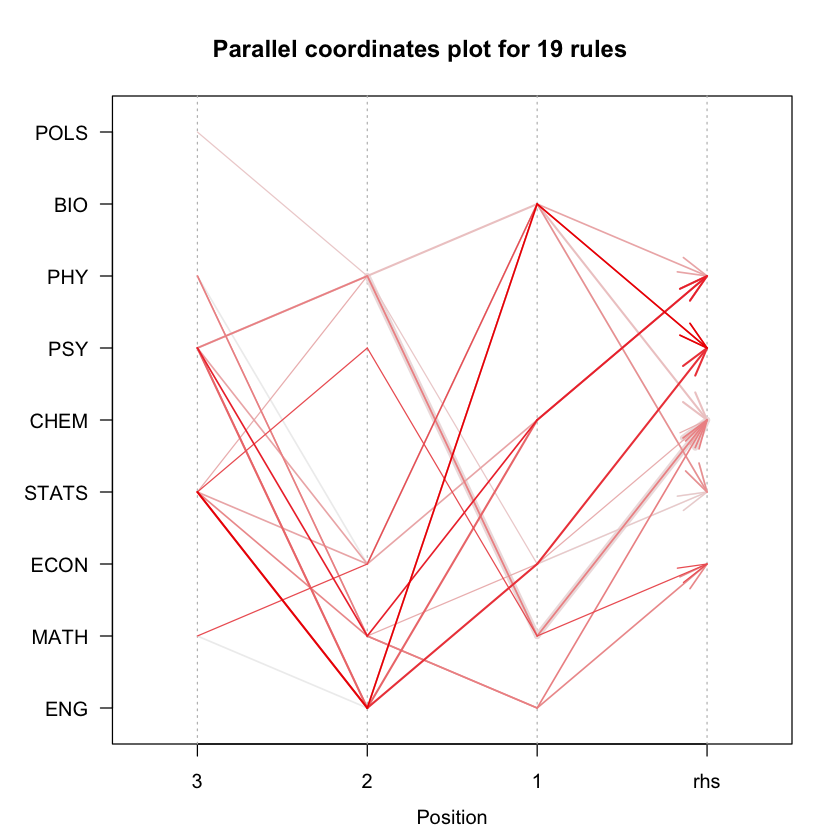 Parallel coordinates plot for 19 rules
POLS
BIO
PHY
PSY
CHEM
STATS
ECON
MATH
ENG
3 2 1 rhs
Position